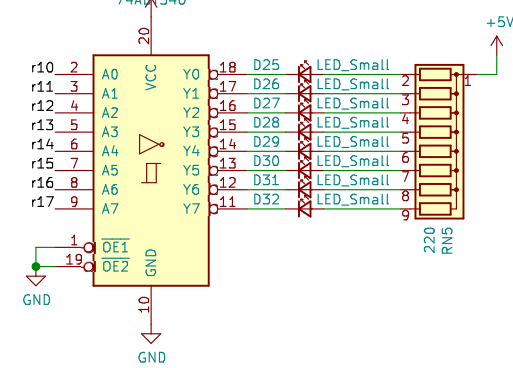 +5V
20
VCC
r10 2 A0 Y0 18 D25 LED_Small 2 1
r11 3 A1 Y1 17 D26 LED_Small 3
r12 4 A2 Y2 16 D27 LED_Small 4
r13 5 A3 Y3 15 D28 LED_Small 5
r14 6 A4 Y4 14 D29 LED_Small 6
r15 7 A5 Y5 13 D30 LED_Small 7
r16 8 A6 Y6 12 D31 LED_Small 8
r17 9 A7 Y7 11 D32 LED_Small 9
220
RN5
1 OE1
19 OE2
GND
GND
10
GND